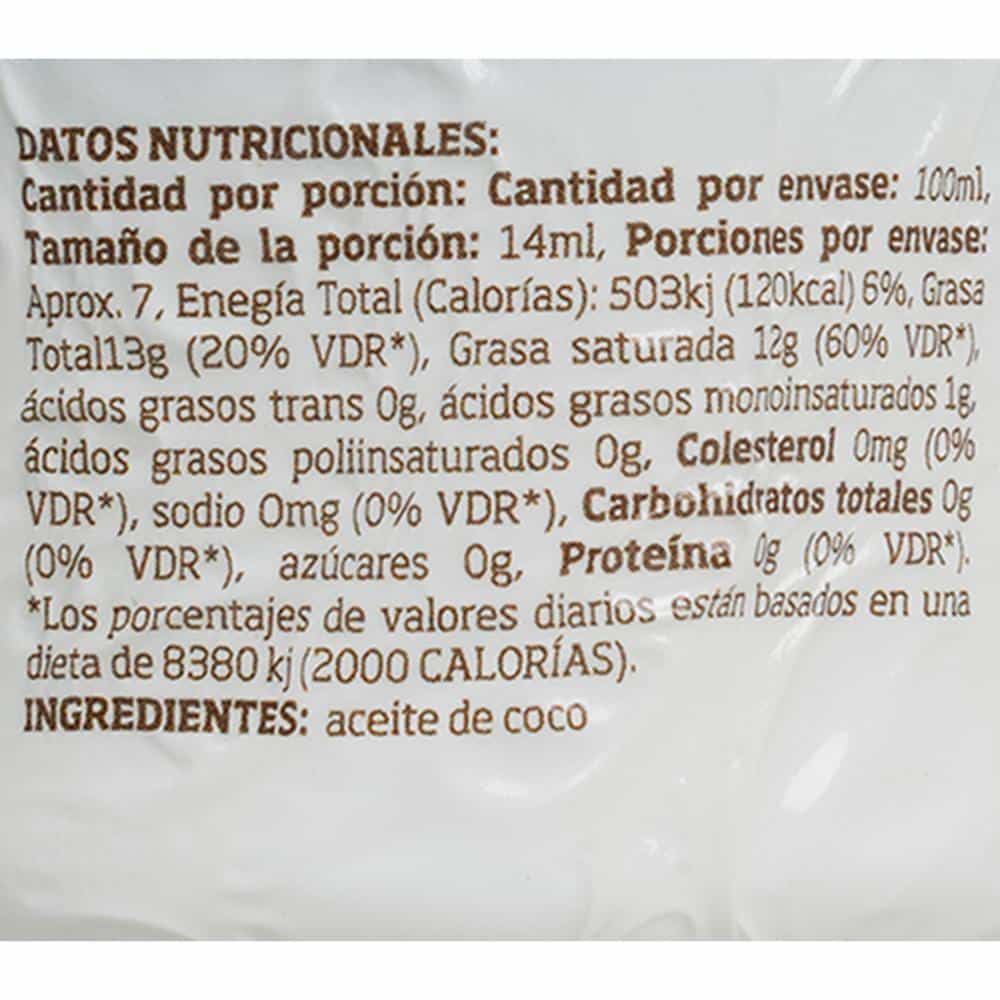 DATOS NUTRICIONALES:
Cantidad por porción: Cantidad por envase: 100ml,
Tamaño de la porción: 14ml, Porciones por envase:
Aprox. 7, Enegía Total (Calorías): 503kj (120kcal) 6%, Grasa
Total13g (20% VDR*), Grasa saturada 12g (60% VDR*),
ácidos grasos trans 0g, ácidos grasos monoinsaturados 1g,
ácidos grasos poliinsaturados 0g, Colesterol 0mg (0%
VDR*), sodio 0mg (0% VDR*), Carbohidratos totales 0g
(0% VDR*), azúcares 0g, Proteína 0g (0% VDR*).
*Los porcentajes de valores diarios están basados en una
dieta de 8380 kj (2000 CALORÍAS).
INGREDIENTES: aceite de coco